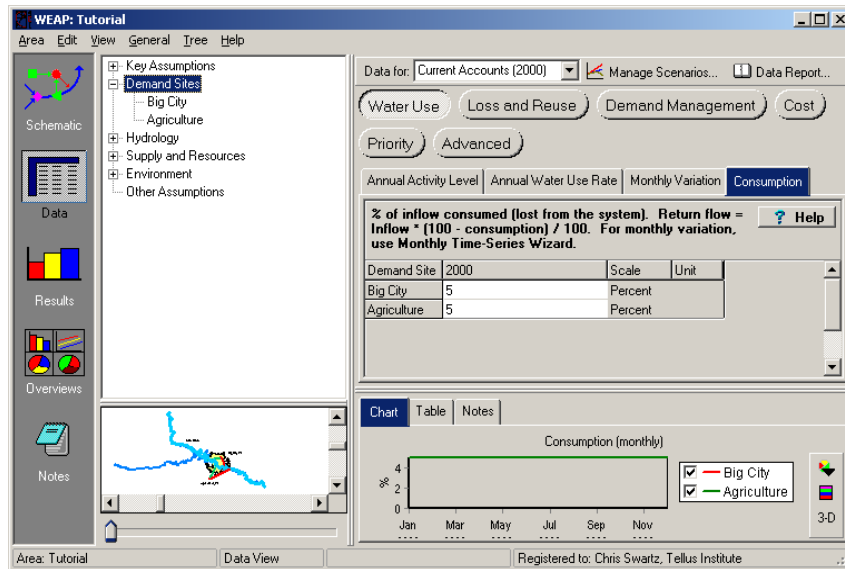 WEAP: Tutorial
Area Edit View General Tree Help
Schematic
Data
Results
Overviews
Notes
Key Assumptions
Demand Sites
Big City
Agriculture
Hydrology
Supply and Resources
Environment
Other Assumptions
Data for: Current Accounts (2000) Manage Scenarios... Data Report...
Water Use Loss and Reuse Demand Management Cost
Priority Advanced
Annual Activity Level Annual Water Use Rate Monthly Variation Consumption
% of inflow consumed (lost from the system). Return flow =
Inflow * (100 - consumption) / 100. For monthly variation,
use Monthly Time-Series Wizard.
? Help
Demand Site 2000 Scale Unit
Big City 5 Percent
Agriculture 5 Percent
Chart Table Notes
Consumption (monthly)
%
4
2
0
Jan Mar May Jul Sep Nov
Big City
Agriculture
3-D
Area: Tutorial Data View Registered to: Chris Swartz, Tellus Institute